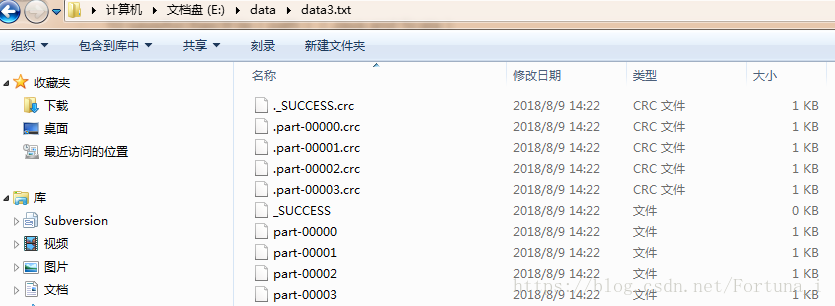 计算机 ▸ 文档盘 (E:) ▸ data ▸ data3.txt
组织 包含到库中 共享 刻录 新建文件夹
名称 修改日期 类型 大小
收藏夹
下载
桌面
最近访问的位置
库
Subversion
视频
图片
文档
._SUCCESS.crc 2018/8/9 14:22 CRC 文件 1 KB
.part-00000.crc 2018/8/9 14:22 CRC 文件 1 KB
.part-00001.crc 2018/8/9 14:22 CRC 文件 1 KB
.part-00002.crc 2018/8/9 14:22 CRC 文件 1 KB
.part-00003.crc 2018/8/9 14:22 CRC 文件 1 KB
_SUCCESS 2018/8/9 14:22 文件 0 KB
part-00000 2018/8/9 14:22 文件 1 KB
part-00001 2018/8/9 14:22 文件 1 KB
part-00002 2018/8/9 14:22 文件 1 KB
part-00003 2018/8/9 14:22 文件 1 KB
https://blog.csdn.net/Fortuna_i